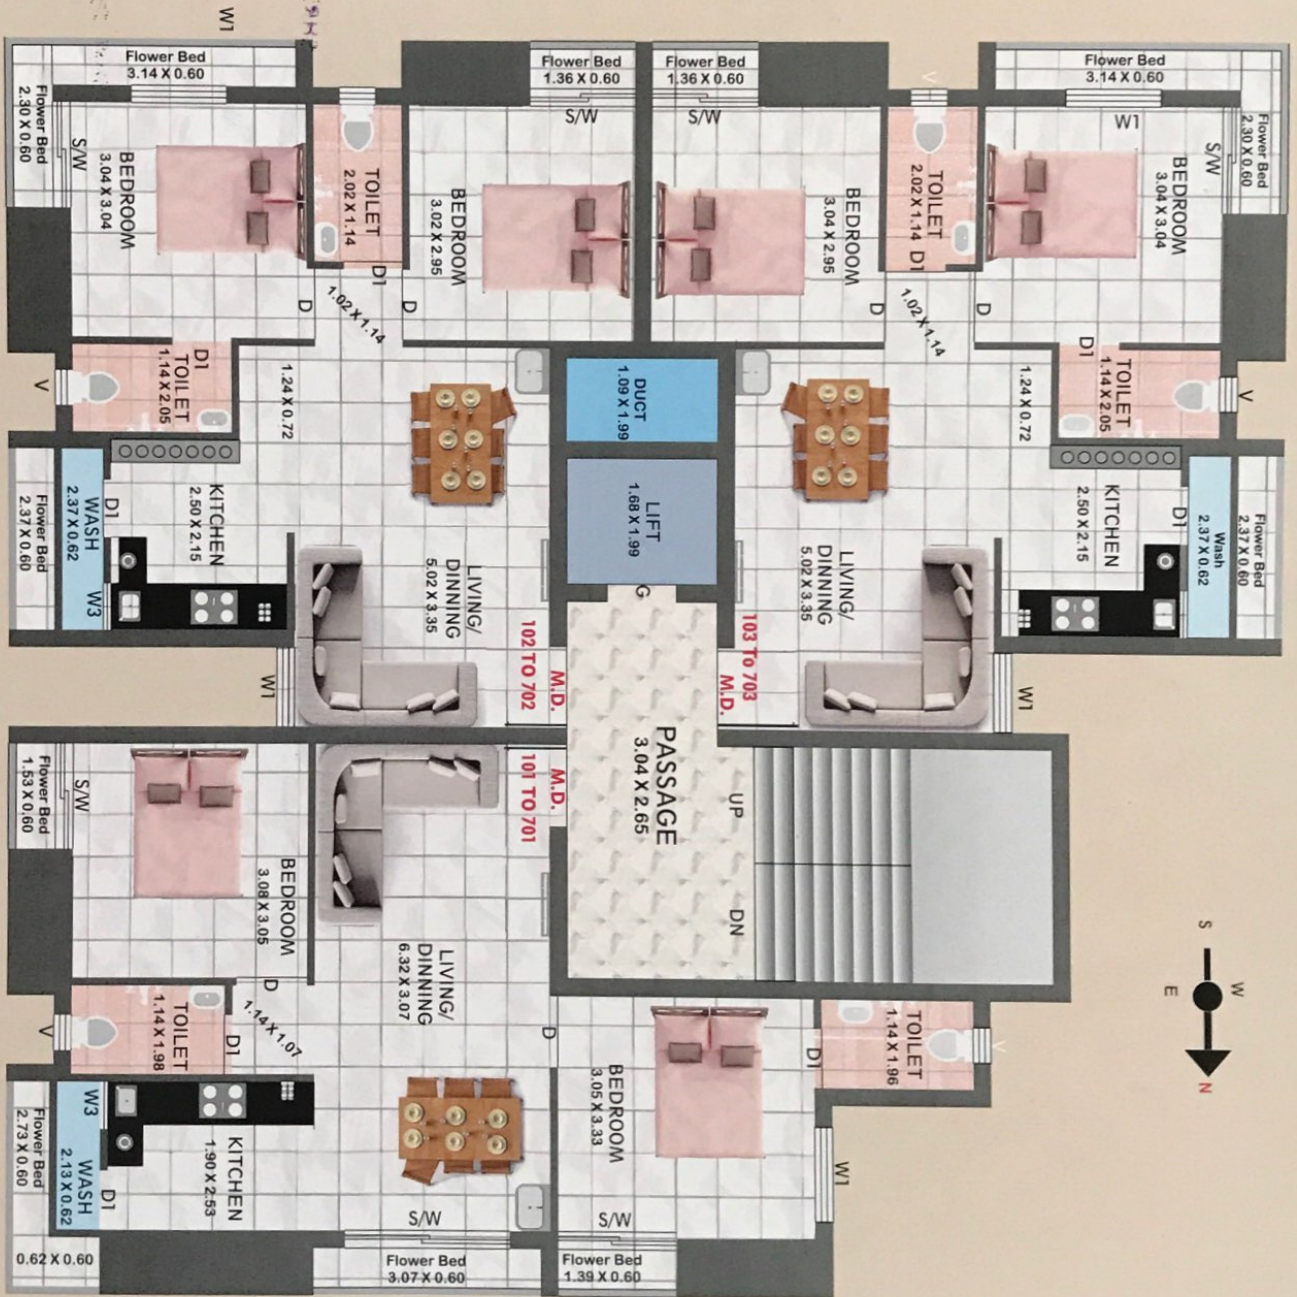 W1
Flower Bed
3.14 X 0.60
Flower Bed
1.36 X 0.60
Flower Bed
1.36 X 0.60
Flower Bed
3.14 X 0.60
Flower Bed
2.30 X 0.60
S/W
BEDROOM
3.04 X 3.04
TOILET
2.02 X 1.14
D1
S/W
BEDROOM
3.02 X 2.95
S/W
BEDROOM
3.04 X 2.95
V
TOILET
2.02 X 1.14
D1
W1
BEDROOM
3.04 X 3.04
S/W
Flower Bed
2.30 X 0.60
D
1.02 X 1.14
D
D
1.02 X 1.14
D
V
D1
TOILET
1.14 X 2.05
1.24 X 0.72
DUCT
1.09 X 1.99
1.24 X 0.72
D1
TOILET
1.14 X 2.05
V
Flower Bed
2.37 X 0.60
WASH
2.37 X 0.62
D1
W3
KITCHEN
2.50 X 2.15
LIVING/
DINNING
5.02 X 3.35
LIFT
1.68 X 1.99
G
LIVING/
DINNING
5.02 X 3.35
KITCHEN
2.50 X 2.15
D1
Wash
2.37 X 0.62
Flower Bed
2.37 X 0.60
W1
102 TO 702
M.D.
103 To 703
M.D.
W1
Flower Bed
1.53 X 0.60
S/W
BEDROOM
3.08 X 3.05
101 TO 701
M.D.
PASSAGE
3.04 X 2.65
UP
DN
LIVING/
DINNING
6.32 X 3.07
D
V
TOILET
1.14 X 1.98
D1
1.14 X 1.07
D
BEDROOM
3.05 X 3.33
D1
TOILET
1.14 X 1.96
V
W1
Flower Bed
2.73 X 0.60
W3
WASH
2.13 X 0.62
D1
KITCHEN
1.90 X 2.53
S/W
S/W
0.62 X 0.60
Flower Bed
3.07 X 0.60
Flower Bed
1.39 X 0.60
S
W
E
N